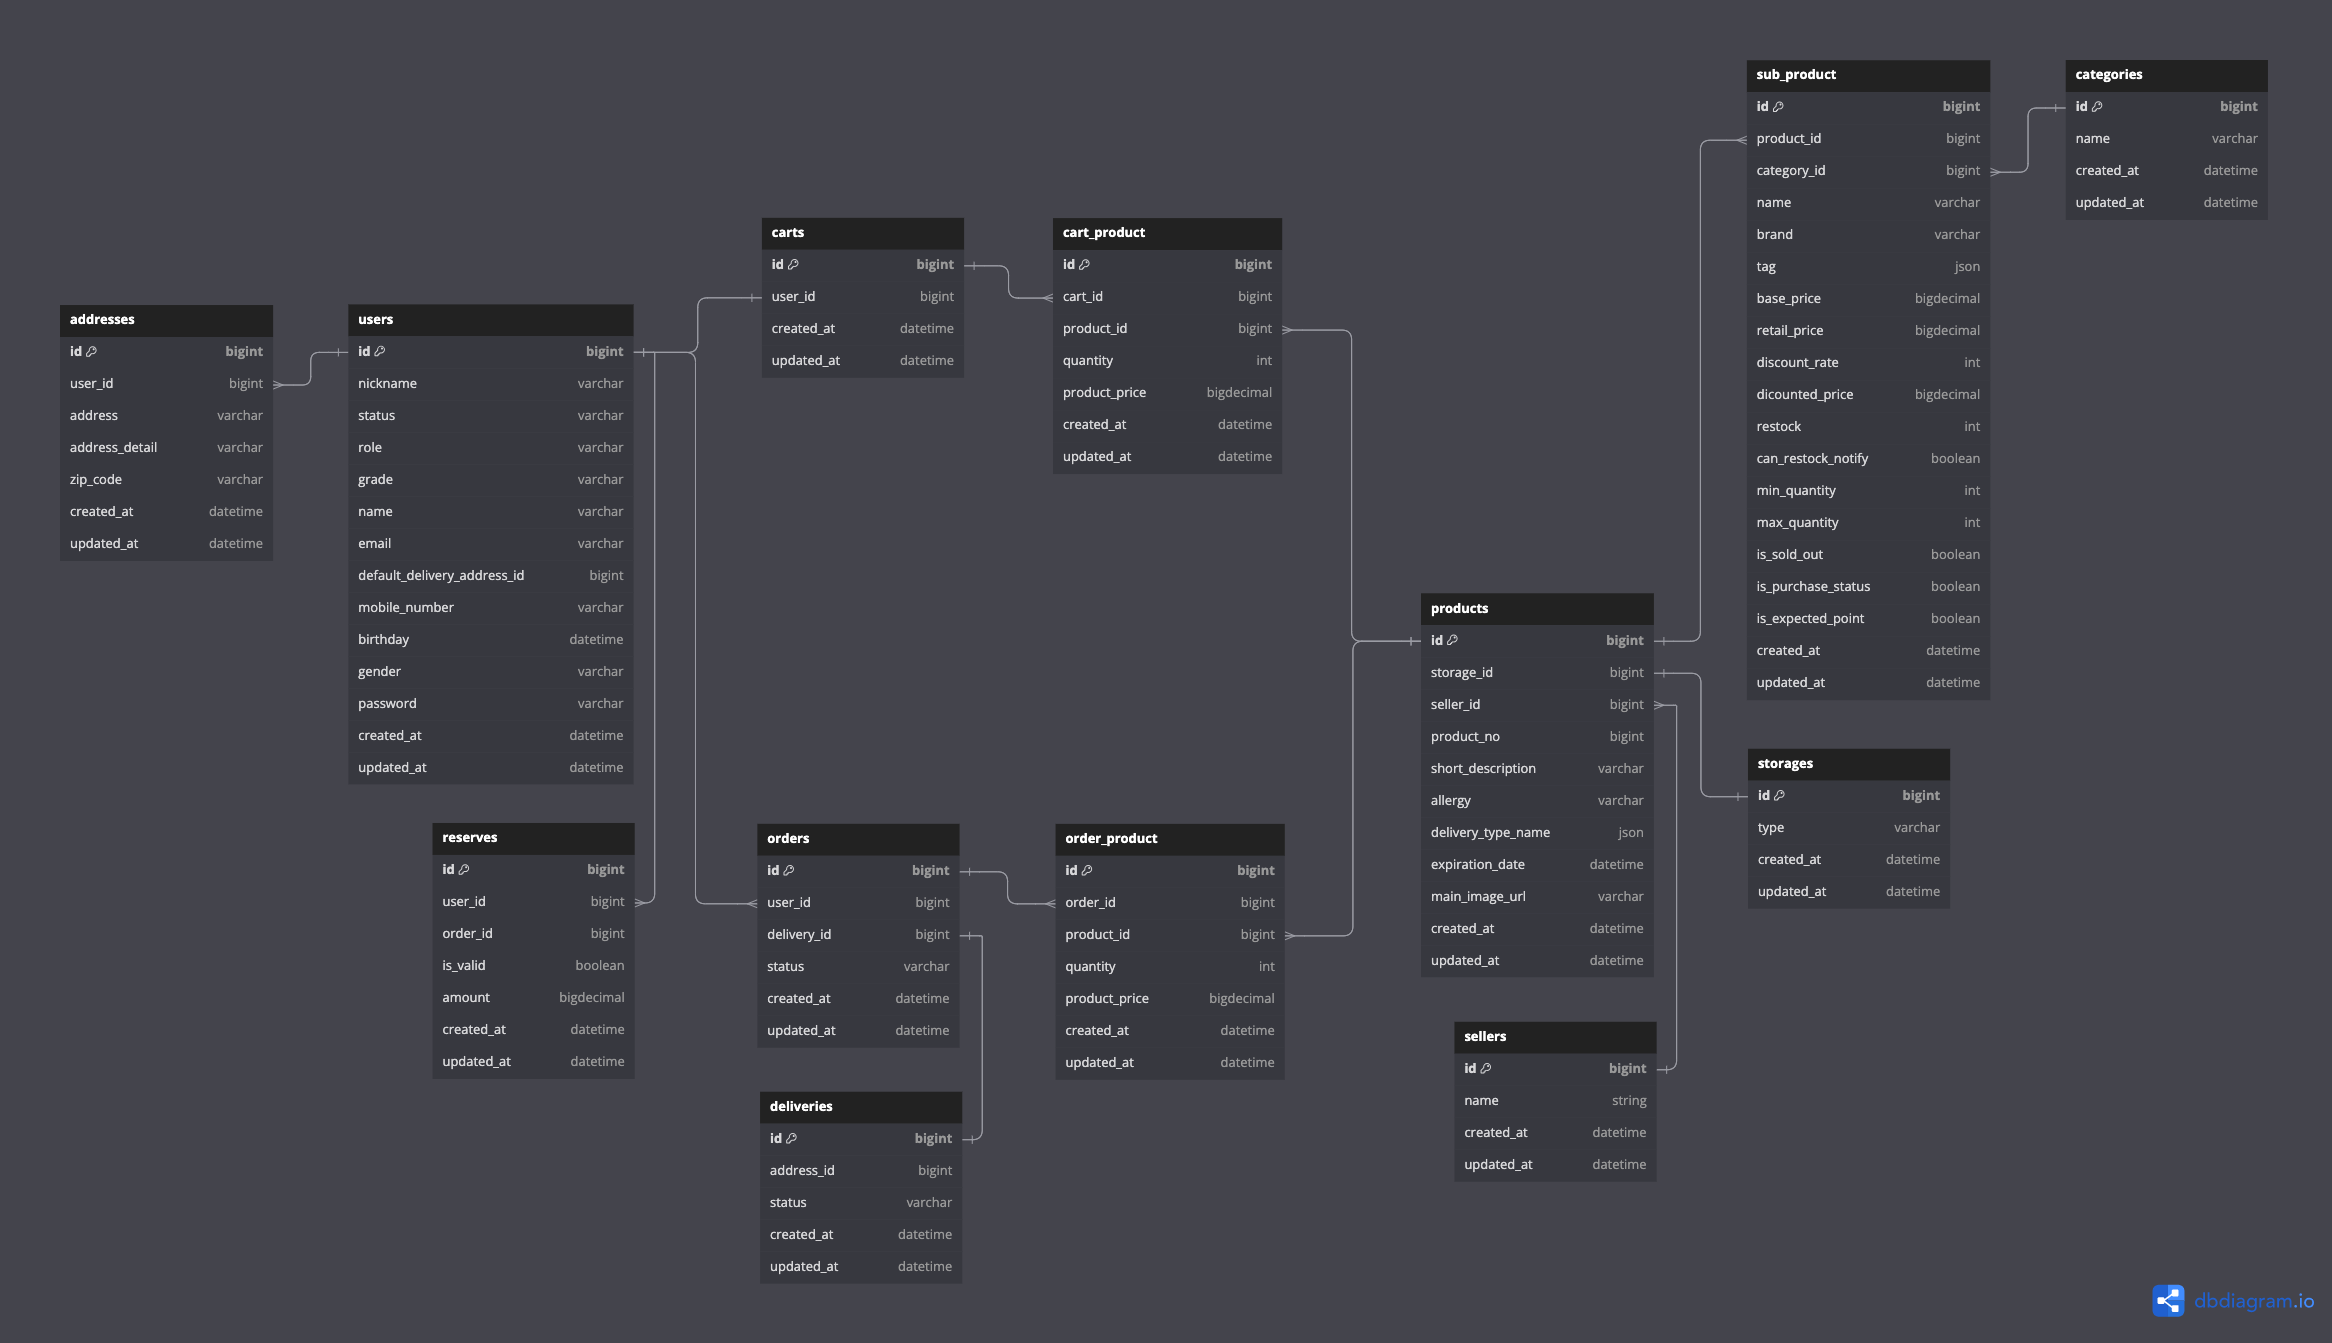 addresses
id bigint
user_id bigint
address varchar
address_detail varchar
zip_code varchar
created_at datetime
updated_at datetime
users
id bigint
nickname varchar
status varchar
role varchar
grade varchar
name varchar
email varchar
default_delivery_address_id bigint
mobile_number varchar
birthday datetime
gender varchar
password varchar
created_at datetime
updated_at datetime
reserves
id bigint
user_id bigint
order_id bigint
is_valid boolean
amount bigdecimal
created_at datetime
updated_at datetime
carts
id bigint
user_id bigint
created_at datetime
updated_at datetime
cart_product
id bigint
cart_id bigint
product_id bigint
quantity int
product_price bigdecimal
created_at datetime
updated_at datetime
orders
id bigint
user_id bigint
delivery_id bigint
status varchar
created_at datetime
updated_at datetime
order_product
id bigint
order_id bigint
product_id bigint
quantity int
product_price bigdecimal
created_at datetime
updated_at datetime
deliveries
id bigint
address_id bigint
status varchar
created_at datetime
updated_at datetime
products
id bigint
storage_id bigint
seller_id bigint
product_no bigint
short_description varchar
allergy varchar
delivery_type_name json
expiration_date datetime
main_image_url varchar
created_at datetime
updated_at datetime
sellers
id bigint
name string
created_at datetime
updated_at datetime
sub_product
id bigint
product_id bigint
category_id bigint
name varchar
brand varchar
tag json
base_price bigdecimal
retail_price bigdecimal
discount_rate int
dicounted_price bigdecimal
restock int
can_restock_notify boolean
min_quantity int
max_quantity int
is_sold_out boolean
is_purchase_status boolean
is_expected_point boolean
created_at datetime
updated_at datetime
categories
id bigint
name varchar
created_at datetime
updated_at datetime
storages
id bigint
type varchar
created_at datetime
updated_at datetime
dbdiagram.io